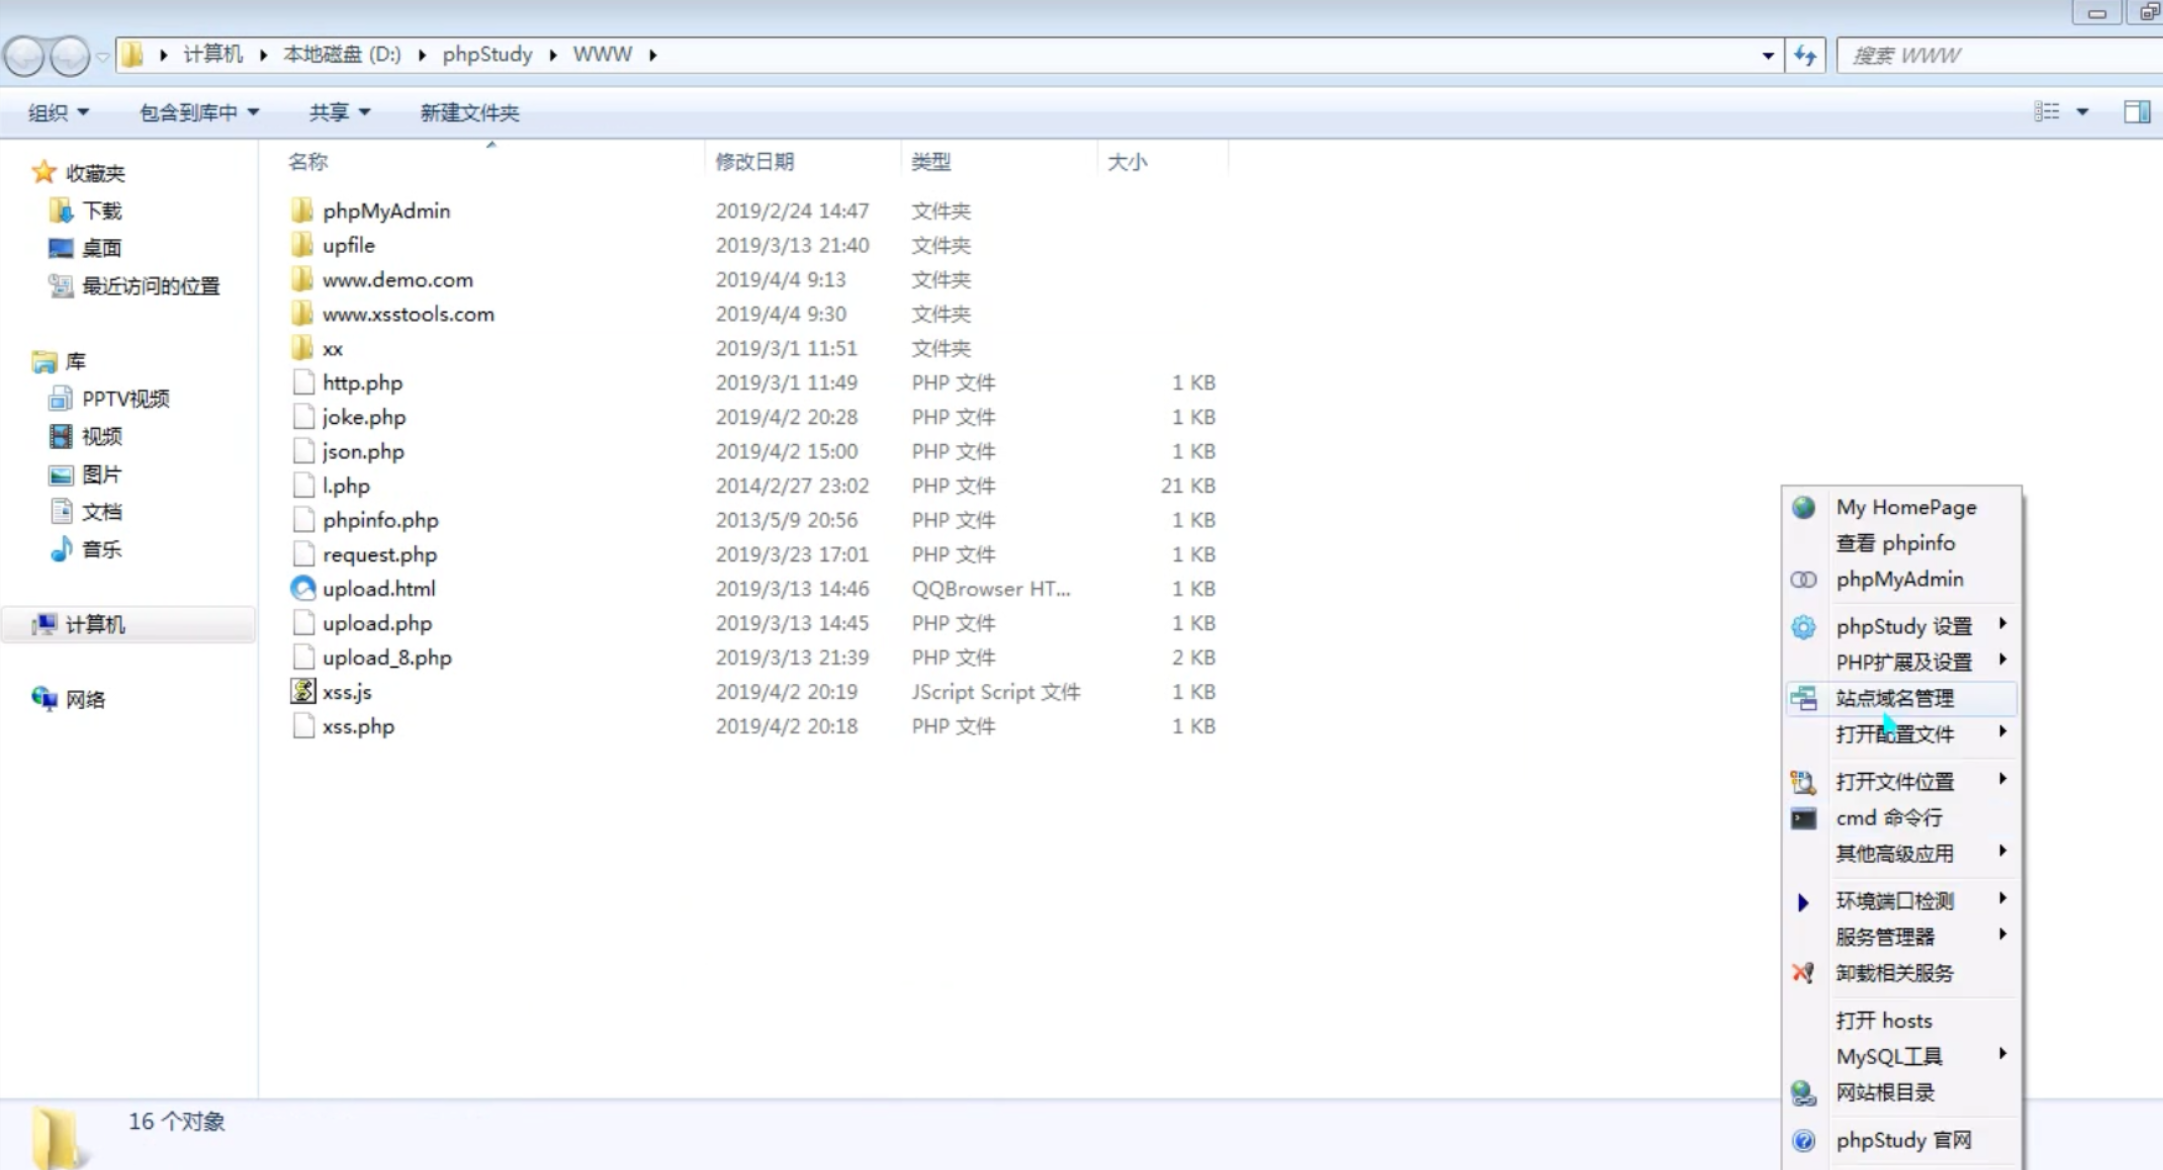 计算机 本地磁盘 (D:) phpStudy WWW 搜索 WWW
组织 包含到库中 共享 新建文件夹
收藏夹
下载
桌面
最近访问的位置
库
PPTV视频
视频
图片
文档
音乐
计算机
网络
名称 修改日期 类型 大小
phpMyAdmin 2019/2/24 14:47 文件夹
upfile 2019/3/13 21:40 文件夹
www.demo.com 2019/4/4 9:13 文件夹
www.xsstools.com 2019/4/4 9:30 文件夹
xx 2019/3/1 11:51 文件夹
http.php 2019/3/1 11:49 PHP 文件 1 KB
joke.php 2019/4/2 20:28 PHP 文件 1 KB
json.php 2019/4/2 15:00 PHP 文件 1 KB
l.php 2014/2/27 23:02 PHP 文件 21 KB
phpinfo.php 2013/5/9 20:56 PHP 文件 1 KB
request.php 2019/3/23 17:01 PHP 文件 1 KB
upload.html 2019/3/13 14:46 QQBrowser HT... 1 KB
upload.php 2019/3/13 14:45 PHP 文件 1 KB
upload_8.php 2019/3/13 21:39 PHP 文件 2 KB
xss.js 2019/4/2 20:19 JScript Script 文件 1 KB
xss.php 2019/4/2 20:18 PHP 文件 1 KB
My HomePage
查看 phpinfo
phpMyAdmin
phpStudy 设置
PHP扩展及设置
站点域名管理
打开配置文件
打开文件位置
cmd 命令行
其他高级应用
环境端口检测
服务管理器
卸载相关服务
打开 hosts
MySQL工具
网站根目录
phpStudy 官网
16 个对象